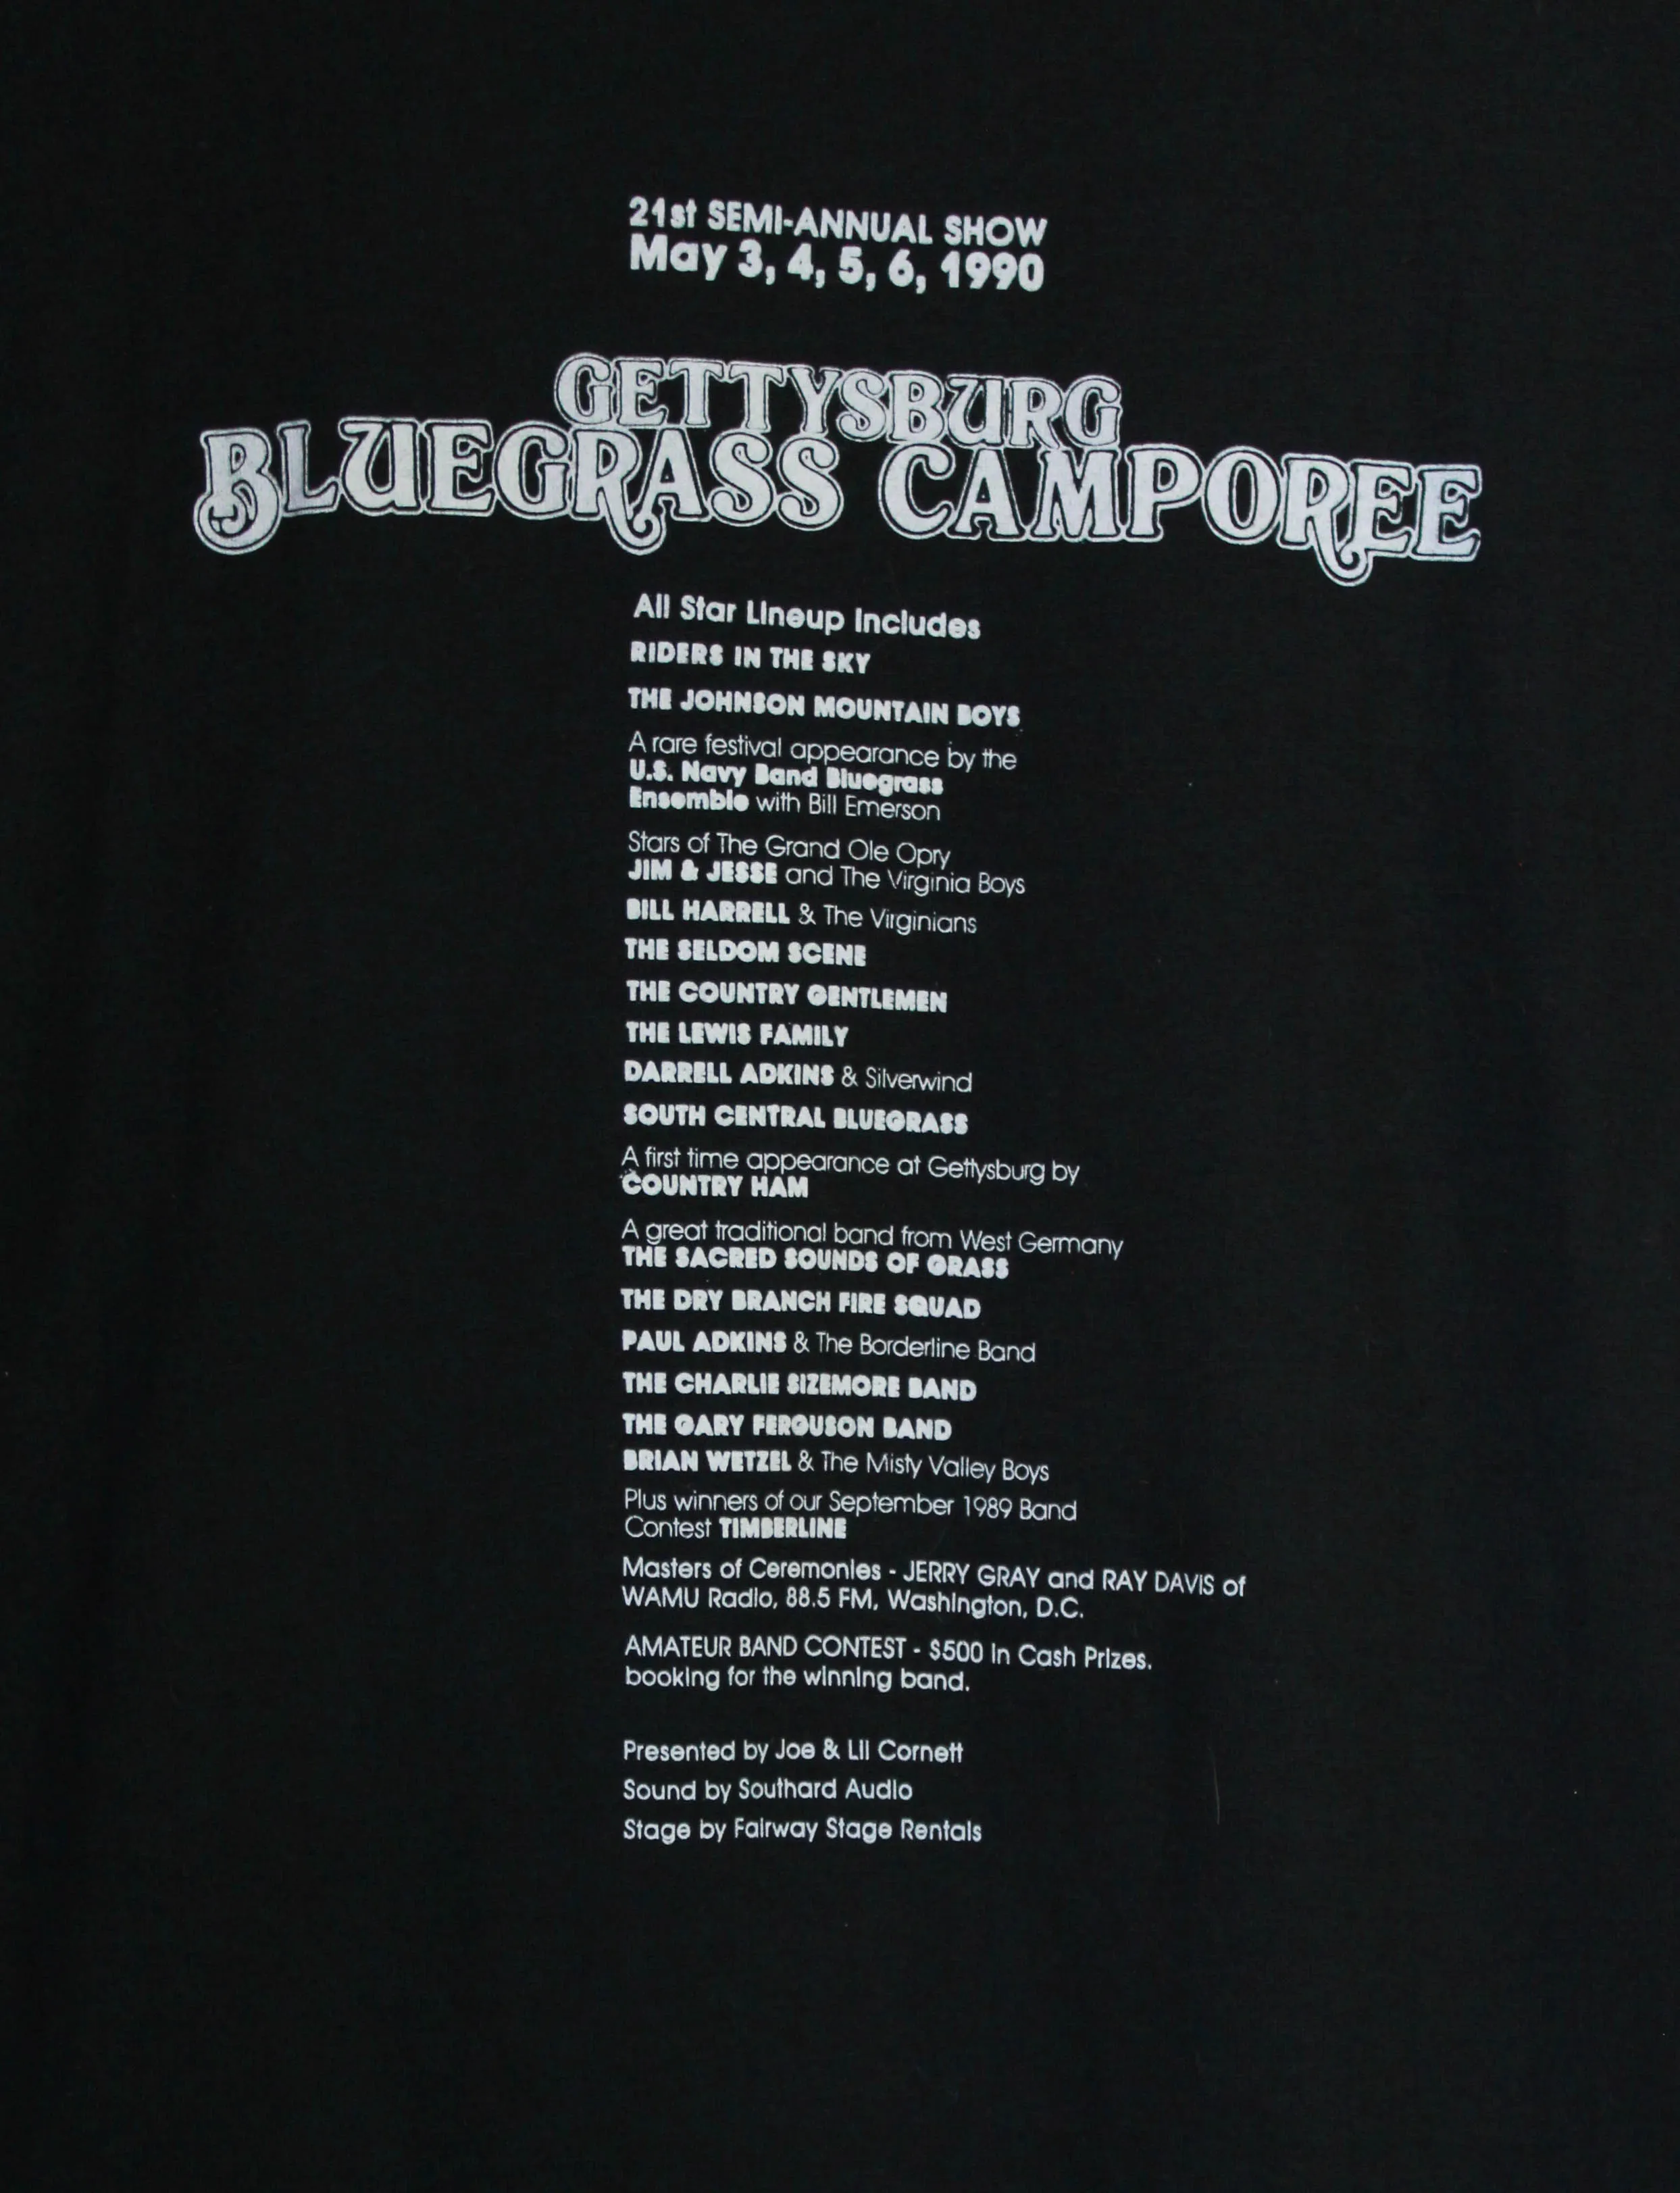 21st SEMI-ANNUAL SHOW
May 3, 4, 5, 6, 1990
GETTYSBURG
BLUEGRASS CAMPOREE
All Star Lineup Includes
RIDERS IN THE SKY
THE JOHNSON MOUNTAIN BOYS
A rare festival appearance by the
U.S. Navy Band Bluegrass
Ensemble with Bill Emerson
Stars of The Grand Ole Opry
JIM & JESSE and The Virginia Boys
BILL HARRELL & The Virginians
THE SELDOM SCENE
THE COUNTRY GENTLEMEN
THE LEWIS FAMILY
DARRELL ADKINS & Silverwind
SOUTH CENTRAL BLUEGRASS
A first time appearance at Gettysburg by
COUNTRY HAM
A great traditional band from West Germany
THE SACRED SOUNDS OF GRASS
THE DRY BRANCH FIRE SQUAD
PAUL ADKINS & The Borderline Band
THE CHARLIE SIZEMORE BAND
THE GARY FERGUSON BAND
BRIAN WETZEL & The Misty Valley Boys
Plus winners of our September 1989 Band
Contest TIMBERLINE
Masters of Ceremonies - JERRY GRAY and RAY DAVIS of
WAMU Radio, 88.5 FM, Washington, D.C.
AMATEUR BAND CONTEST - $500 in Cash Prizes.
booking for the winning band.
Presented by Joe & Lil Cornett
Sound by Southard Audio
Stage by Fairway Stage Rentals